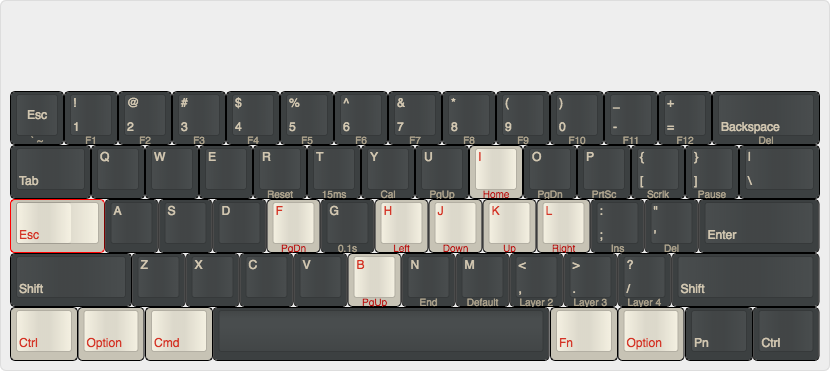 ! @ # $ % ^ & * ( ) _ +
Esc 1 2 3 4 5 6 7 8 9 0 - = Backspace
` ~ F1 F2 F3 F4 F5 F6 F7 F8 F9 F10 F11 F12 Del
Q W E R T Y U I O P { } |
Tab [ ] \
Reset 15ms Cal PgUp Home PgDn PrtSc Scrlk Pause
A S D F G H J K L : "
Esc ; ' Enter
PgDn 0.1s Left Down Up Right Ins Del
Z X C V B N M < > ?
Shift , . / Shift
PgUp End Default Layer 2 Layer 3 Layer 4
Ctrl Option Cmd Fn Option Pn Ctrl